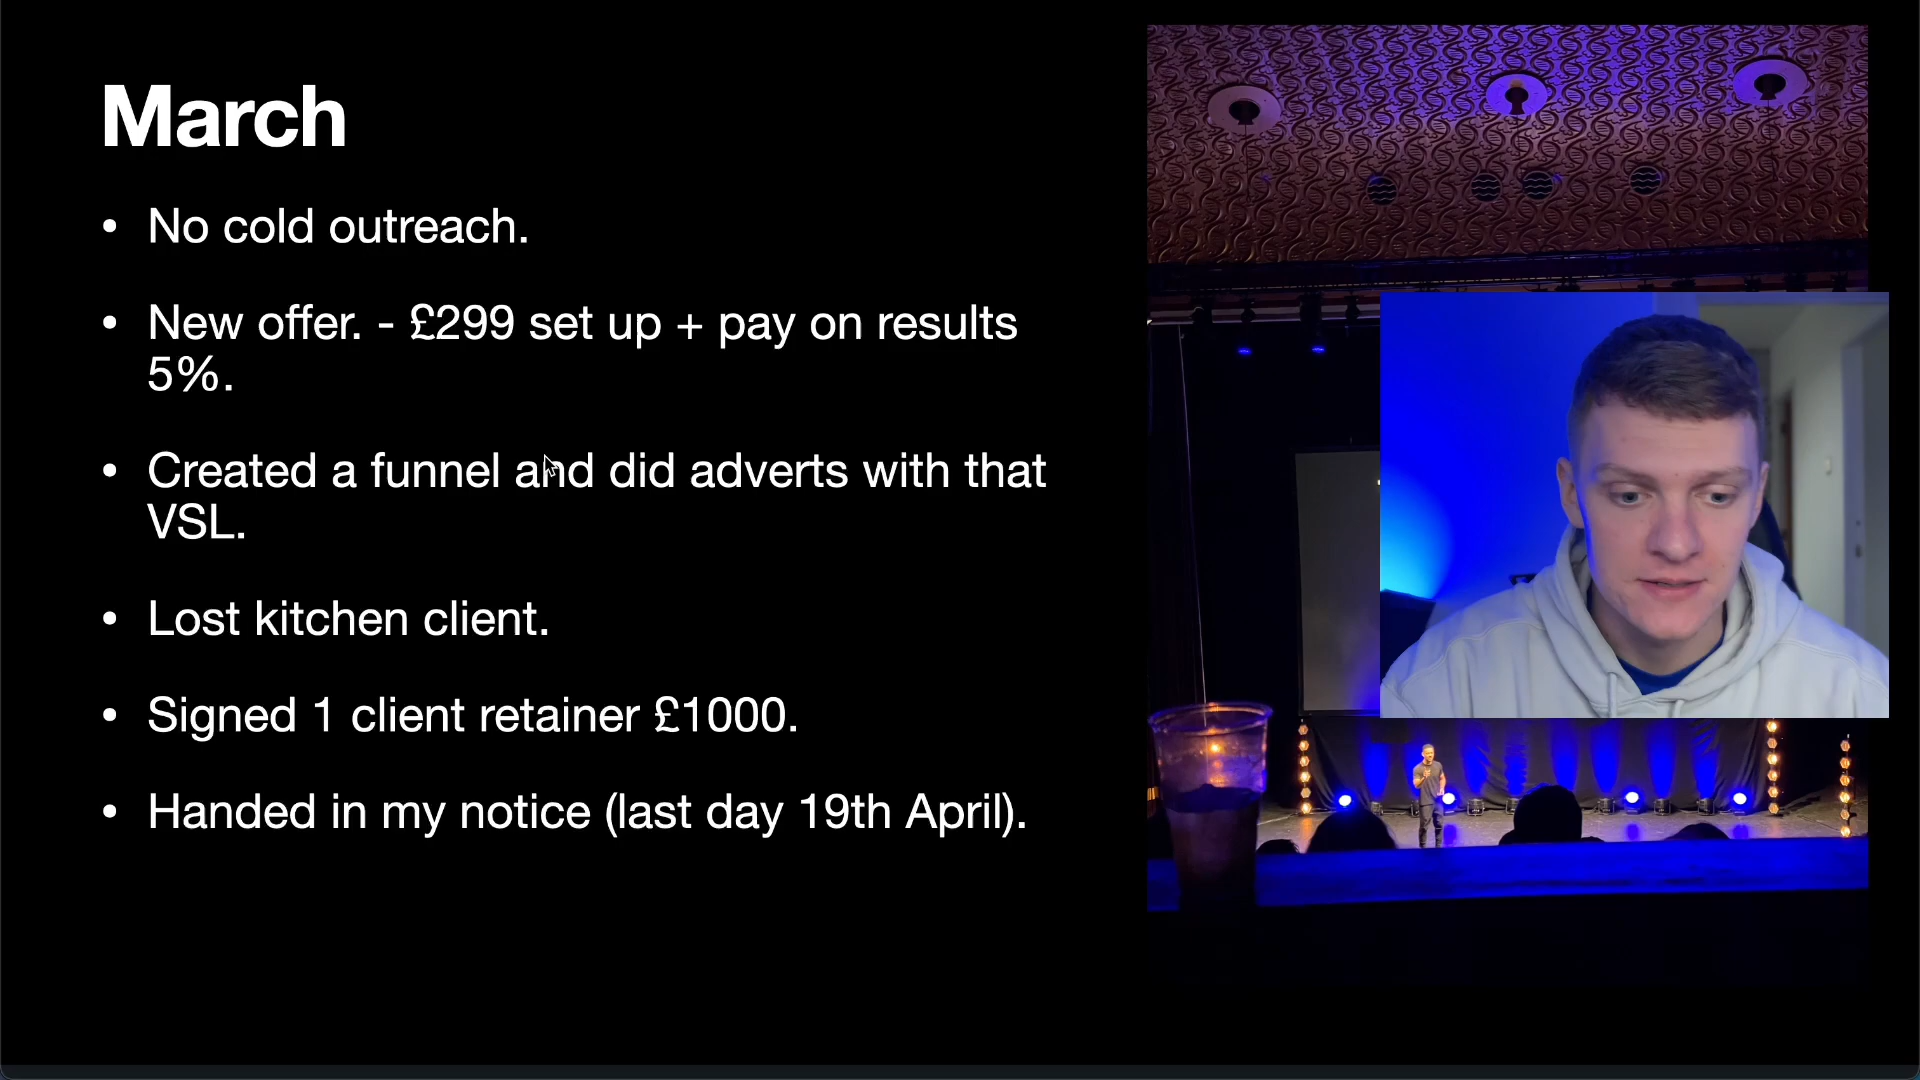 March
• No cold outreach.
• New offer. - £299 set up + pay on results
5%.
• Created a funnel and did adverts with that
VSL.
• Lost kitchen client.
• Signed 1 client retainer £1000.
• Handed in my notice (last day 19th April).